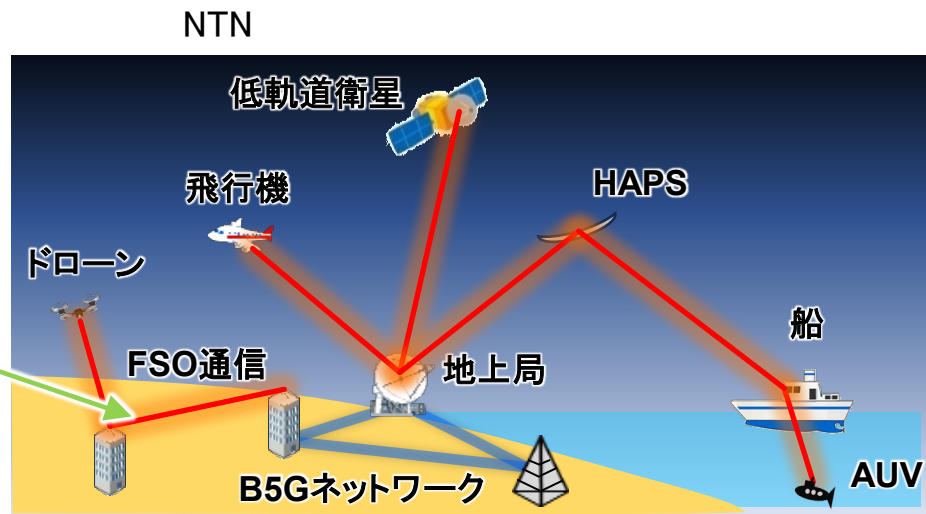 NTN
低軌道衛星
飛行機
HAPS
ドローン
船
FSO通信
地上局
B5Gネットワーク
AUV